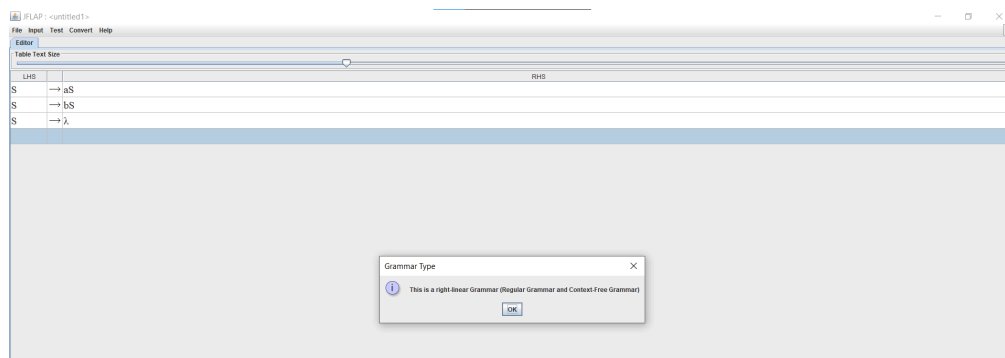 JFLAP : <untitled1>
File Input Test Convert Help
Editor
Table Text Size
LHS RHS
S → aS
S → bS
S → λ
Grammar Type
This is a right-linear Grammar (Regular Grammar and Context-Free Grammar)
OK